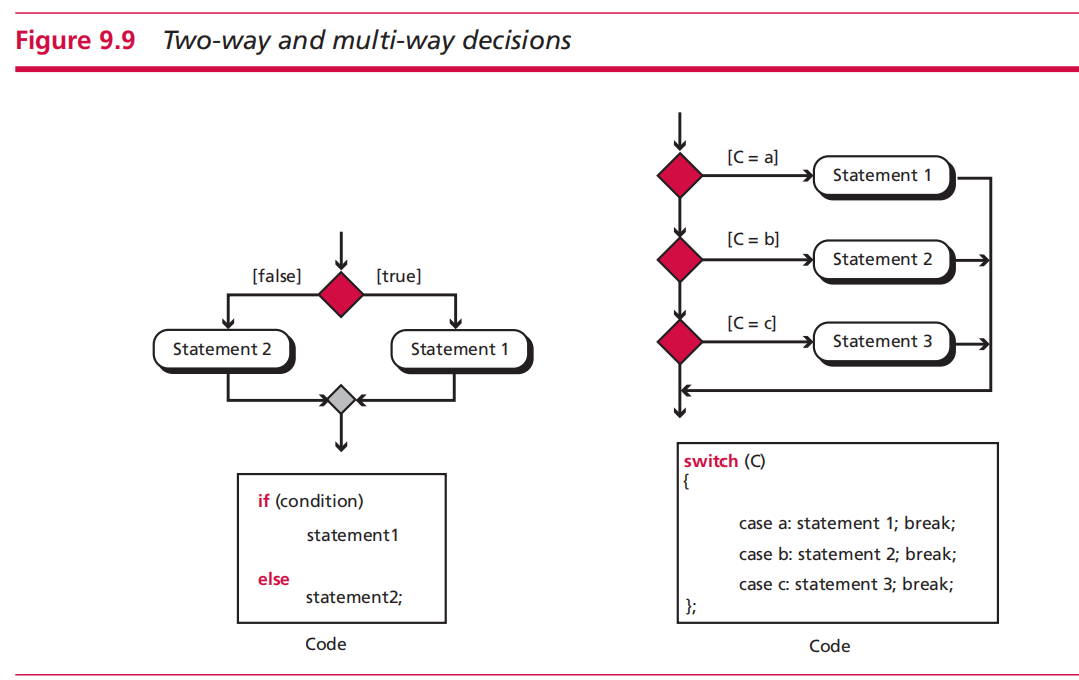 Figure 9.9 Two-way and multi-way decisions
[false] [true]
Statement 2 Statement 1
if (condition)
statement1
else
statement2;
Code
[C = a]
Statement 1
[C = b]
Statement 2
[C = c]
Statement 3
switch (C)
{
case a: statement 1; break;
case b: statement 2; break;
case c: statement 3; break;
};
Code